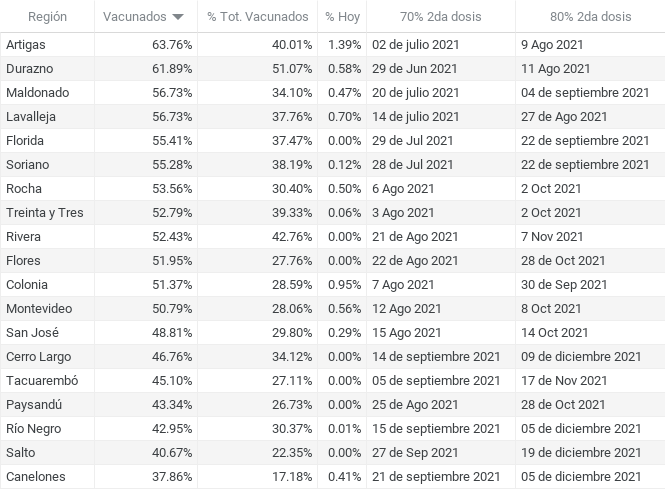 Región Vacunados % Tot. Vacunados % Hoy 70% 2da dosis 80% 2da dosis
Artigas 63.76% 40.01% 1.39% 02 de julio 2021 9 Ago 2021
Durazno 61.89% 51.07% 0.58% 29 de Jun 2021 11 Ago 2021
Maldonado 56.73% 34.10% 0.47% 20 de julio 2021 04 de septiembre 2021
Lavalleja 56.73% 37.76% 0.70% 14 de julio 2021 27 de Ago 2021
Florida 55.41% 37.47% 0.00% 29 de Jul 2021 22 de septiembre 2021
Soriano 55.28% 38.19% 0.12% 28 de Jul 2021 22 de septiembre 2021
Rocha 53.56% 30.40% 0.50% 6 Ago 2021 2 Oct 2021
Treinta y Tres 52.79% 39.33% 0.06% 3 Ago 2021 2 Oct 2021
Rivera 52.43% 42.76% 0.00% 21 de Ago 2021 7 Nov 2021
Flores 51.95% 27.76% 0.00% 22 de Ago 2021 28 de Oct 2021
Colonia 51.37% 28.59% 0.95% 7 Ago 2021 30 de Sep 2021
Montevideo 50.79% 28.06% 0.56% 12 Ago 2021 8 Oct 2021
San José 48.81% 29.80% 0.29% 15 Ago 2021 14 Oct 2021
Cerro Largo 46.76% 34.12% 0.00% 14 de septiembre 2021 09 de diciembre 2021
Tacuarembó 45.10% 27.11% 0.00% 05 de septiembre 2021 17 de Nov 2021
Paysandú 43.34% 26.73% 0.00% 25 de Ago 2021 28 de Oct 2021
Río Negro 42.95% 30.37% 0.01% 15 de septiembre 2021 05 de diciembre 2021
Salto 40.67% 22.35% 0.00% 27 de Sep 2021 19 de diciembre 2021
Canelones 37.86% 17.18% 0.41% 21 de septiembre 2021 05 de diciembre 2021